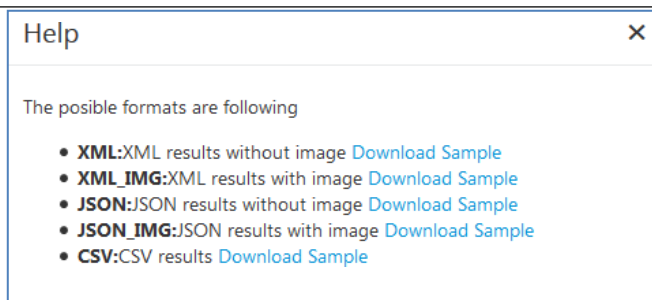 Help
The posible formats are following
XML:XML results without image Download Sample
XML_IMG:XML results with image Download Sample
JSON:JSON results without image Download Sample
JSON_IMG:JSON results with image Download Sample
CSV:CSV results Download Sample